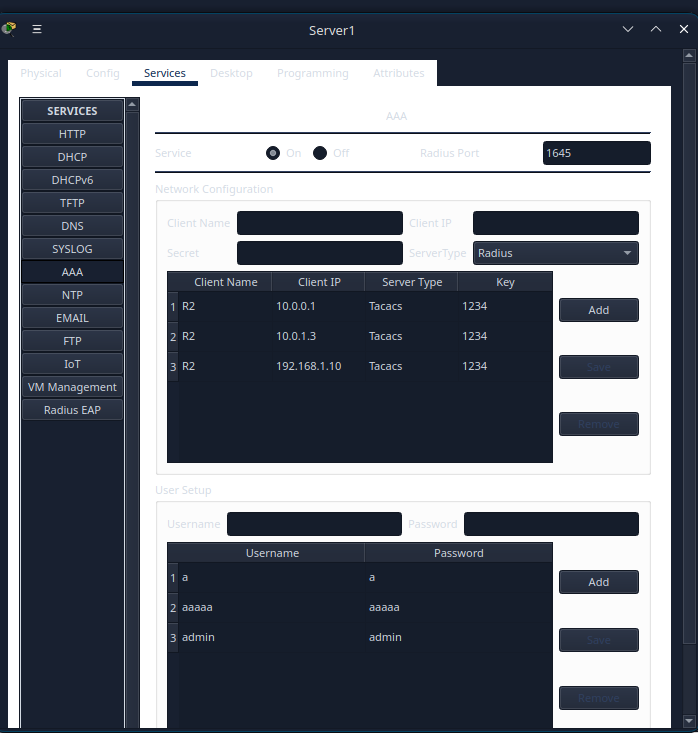 Server1
Physical Config Services Desktop Programming Attributes
SERVICES
HTTP
DHCP
DHCPv6
TFTP
DNS
SYSLOG
AAA
NTP
EMAIL
FTP
IoT
VM Management
Radius EAP
AAA
Service On Off Radius Port 1645
Network Configuration
Client Name Client IP
Secret ServerType Radius
Client Name Client IP Server Type Key
1 R2 10.0.0.1 Tacacs 1234
2 R2 10.0.1.3 Tacacs 1234
3 R2 192.168.1.10 Tacacs 1234
Add
Save
Remove
User Setup
Username Password
Username Password
1 a a
2 aaaaa aaaaa
3 admin admin
Add
Save
Remove